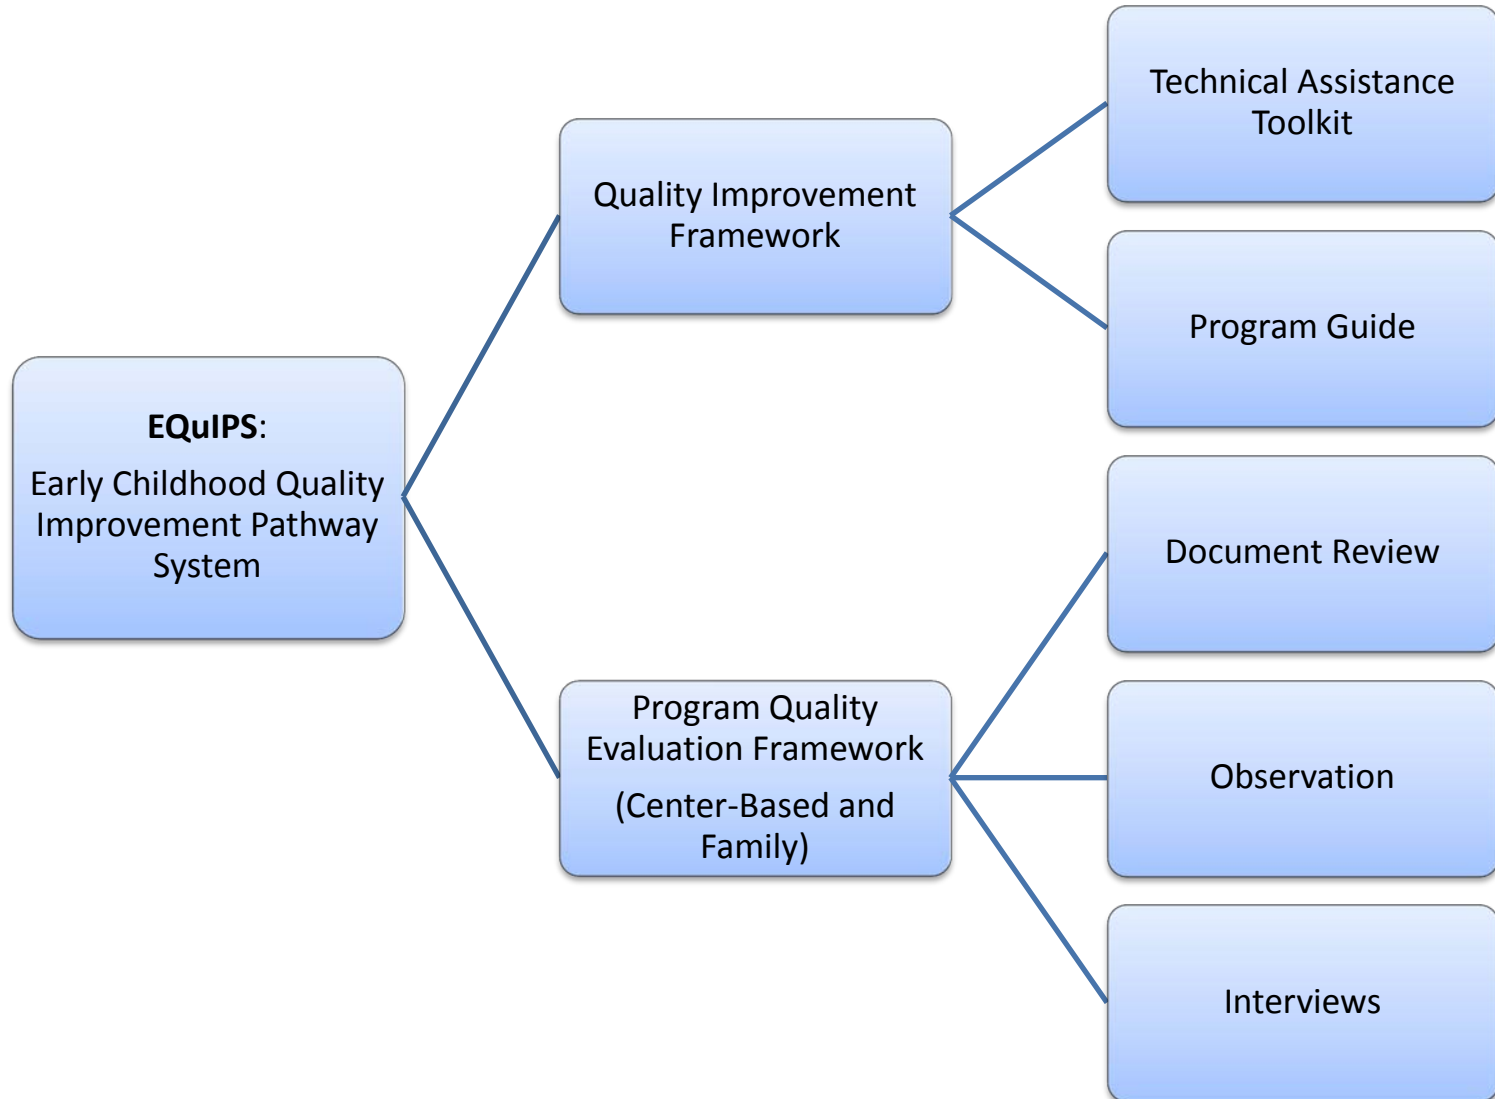 EQuIPS:
Early Childhood Quality
Improvement Pathway
System
Quality Improvement
Framework
Technical Assistance
Toolkit
Program Guide
Program Quality
Evaluation Framework
(Center-Based and
Family)
Document Review
Observation
Interviews